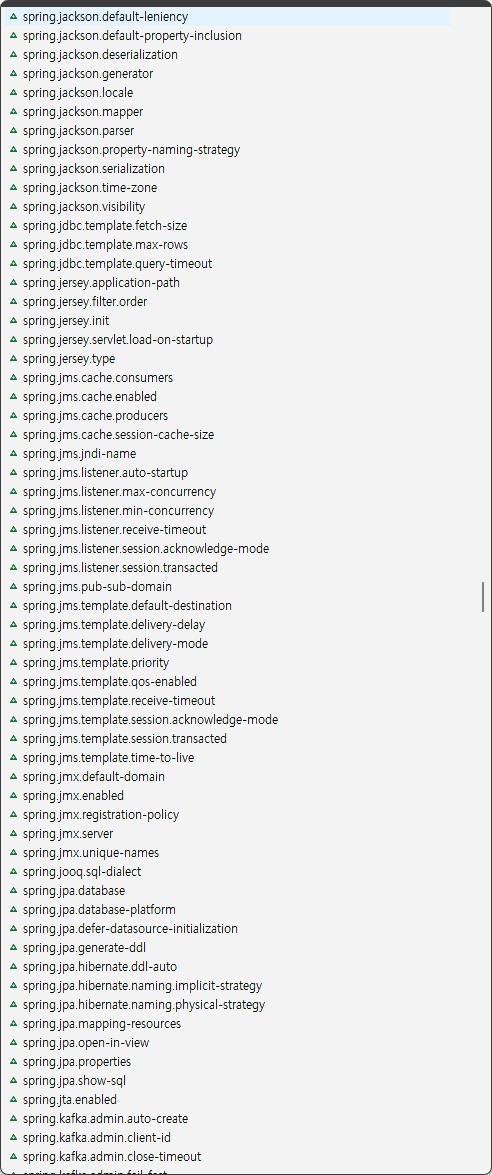 spring.jackson.default-leniency
spring.jackson.default-property-inclusion
spring.jackson.deserialization
spring.jackson.generator
spring.jackson.locale
spring.jackson.mapper
spring.jackson.parser
spring.jackson.property-naming-strategy
spring.jackson.serialization
spring.jackson.time-zone
spring.jackson.visibility
spring.jdbc.template.fetch-size
spring.jdbc.template.max-rows
spring.jdbc.template.query-timeout
spring.jersey.application-path
spring.jersey.filter.order
spring.jersey.init
spring.jersey.servlet.load-on-startup
spring.jersey.type
spring.jms.cache.consumers
spring.jms.cache.enabled
spring.jms.cache.producers
spring.jms.cache.session-cache-size
spring.jms.jndi-name
spring.jms.listener.auto-startup
spring.jms.listener.max-concurrency
spring.jms.listener.min-concurrency
spring.jms.listener.receive-timeout
spring.jms.listener.session.acknowledge-mode
spring.jms.listener.session.transacted
spring.jms.pub-sub-domain
spring.jms.template.default-destination
spring.jms.template.delivery-delay
spring.jms.template.delivery-mode
spring.jms.template.priority
spring.jms.template.qos-enabled
spring.jms.template.receive-timeout
spring.jms.template.session.acknowledge-mode
spring.jms.template.session.transacted
spring.jms.template.time-to-live
spring.jmx.default-domain
spring.jmx.enabled
spring.jmx.registration-policy
spring.jmx.server
spring.jmx.unique-names
spring.jooq.sql-dialect
spring.jpa.database
spring.jpa.database-platform
spring.jpa.defer-datasource-initialization
spring.jpa.generate-ddl
spring.jpa.hibernate.ddl-auto
spring.jpa.hibernate.naming.implicit-strategy
spring.jpa.hibernate.naming.physical-strategy
spring.jpa.mapping-resources
spring.jpa.open-in-view
spring.jpa.properties
spring.jpa.show-sql
spring.jta.enabled
spring.kafka.admin.auto-create
spring.kafka.admin.client-id
spring.kafka.admin.close-timeout